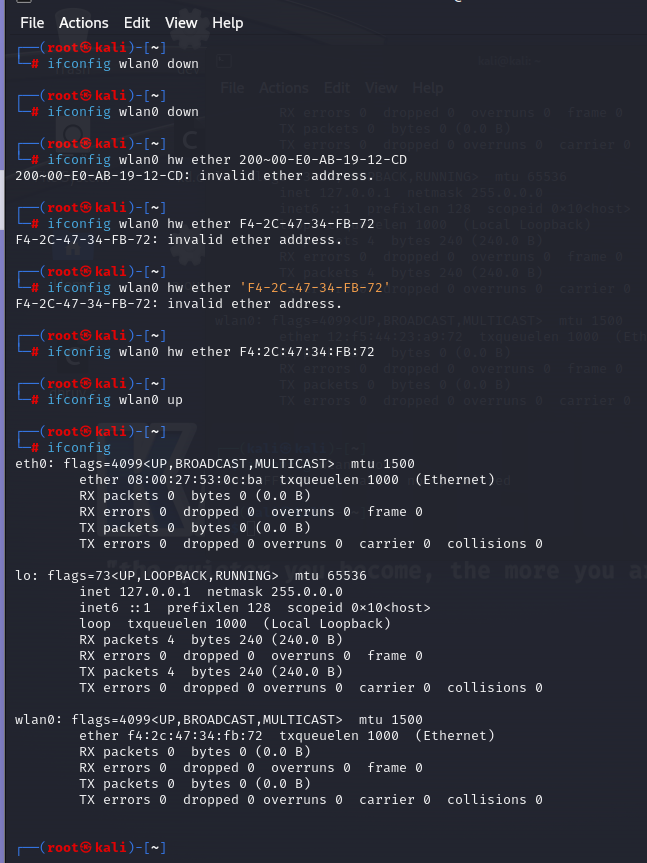 File Actions Edit View Help
┌──(root㉿kali)-[~]
└─# ifconfig wlan0 down
┌──(root㉿kali)-[~]
└─# ifconfig wlan0 down
┌──(root㉿kali)-[~]
└─# ifconfig wlan0 hw ether 200~00-E0-AB-19-12-CD
200~00-E0-AB-19-12-CD: invalid ether address.
┌──(root㉿kali)-[~]
└─# ifconfig wlan0 hw ether F4-2C-47-34-FB-72
F4-2C-47-34-FB-72: invalid ether address.
┌──(root㉿kali)-[~]
└─# ifconfig wlan0 hw ether 'F4-2C-47-34-FB-72'
F4-2C-47-34-FB-72: invalid ether address.
┌──(root㉿kali)-[~]
└─# ifconfig wlan0 hw ether F4:2C:47:34:FB:72
┌──(root㉿kali)-[~]
└─# ifconfig wlan0 up
┌──(root㉿kali)-[~]
└─# ifconfig
eth0: flags=4099<UP,BROADCAST,MULTICAST>  mtu 1500
        ether 08:00:27:53:0c:ba  txqueuelen 1000  (Ethernet)
        RX packets 0  bytes 0 (0.0 B)
        RX errors 0  dropped 0  overruns 0  frame 0
        TX packets 0  bytes 0 (0.0 B)
        TX errors 0  dropped 0 overruns 0  carrier 0  collisions 0
lo: flags=73<UP,LOOPBACK,RUNNING>  mtu 65536
        inet 127.0.0.1  netmask 255.0.0.0
        inet6 ::1  prefixlen 128  scopeid 0×10<host>
        loop  txqueuelen 1000  (Local Loopback)
        RX packets 4  bytes 240 (240.0 B)
        RX errors 0  dropped 0  overruns 0  frame 0
        TX packets 4  bytes 240 (240.0 B)
        TX errors 0  dropped 0 overruns 0  carrier 0  collisions 0
wlan0: flags=4099<UP,BROADCAST,MULTICAST>  mtu 1500
        ether f4:2c:47:34:fb:72  txqueuelen 1000  (Ethernet)
        RX packets 0  bytes 0 (0.0 B)
        RX errors 0  dropped 0  overruns 0  frame 0
        TX packets 0  bytes 0 (0.0 B)
        TX errors 0  dropped 0 overruns 0  carrier 0  collisions 0
┌──(root㉿kali)-[~]